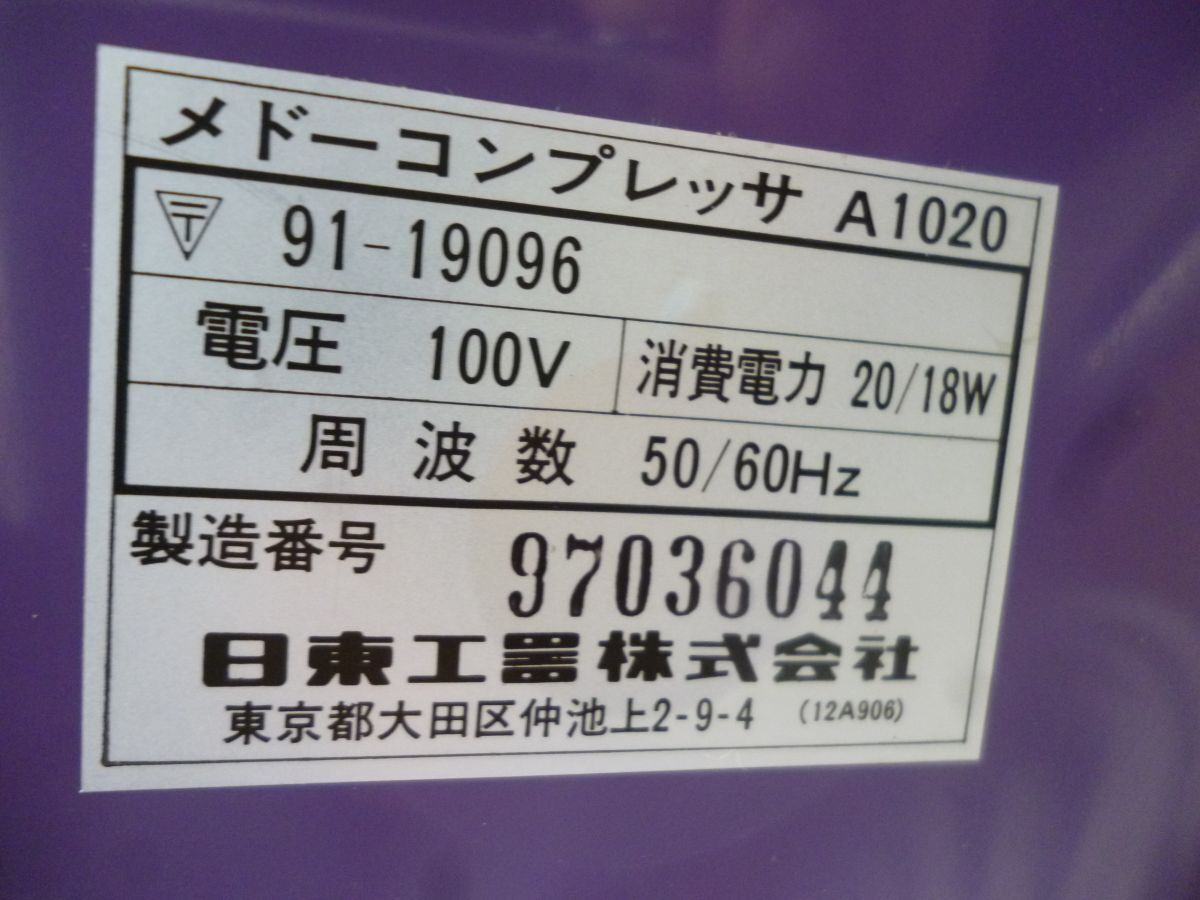 メドーコンプレッサ A1020
〒 91-19096
電圧 100V 消費電力 20/18W
周波数 50/60Hz
製造番号 97036044
日東工器株式会社
東京都大田区仲池上2-9-4 (12A906)